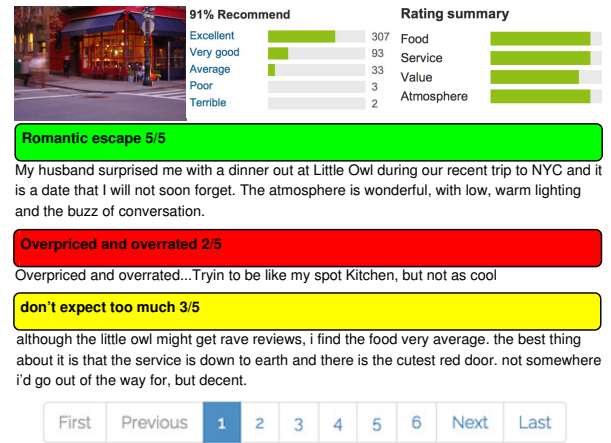 91% Recommend
Excellent 307
Very good 93
Average 33
Poor 3
Terrible 2
Rating summary
Food
Service
Value
Atmosphere
Romantic escape 5/5
My husband surprised me with a dinner out at Little Owl during our recent trip to NYC and it
is a date that I will not soon forget. The atmosphere is wonderful, with low, warm lighting
and the buzz of conversation.
Overpriced and overrated 2/5
Overpriced and overrated...Tryin to be like my spot Kitchen, but not as cool
don’t expect too much 3/5
although the little owl might get rave reviews, i find the food very average. the best thing
about it is that the service is down to earth and there is the cutest red door. not somewhere
i’d go out of the way for, but decent.
First Previous 1 2 3 4 5 6 Next Last